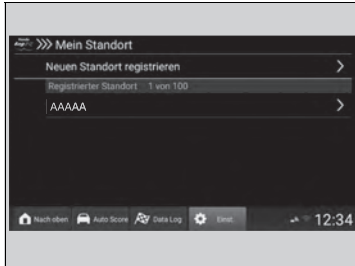 >>> Mein Standort
Neuen Standort registrieren
Registrierter Standort 1 von 100
AAAAA
Nach oben Auto Score Data Log Einst. 12:34